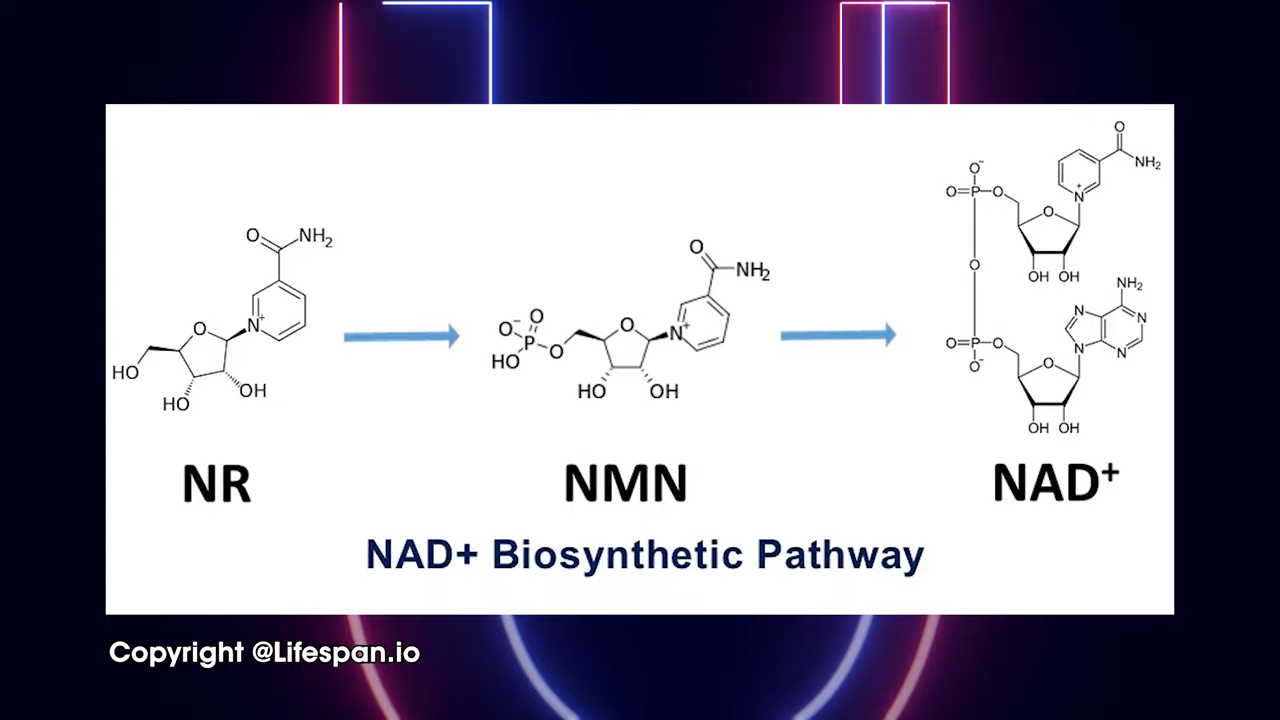 O NH2
N+
O
HO
HO OH
O NH2
O- O
P
HO O
O
N+
HO OH
O
NH2
O-
O=P-O
O
N+
OH OH
O
NH2
N N
N N
O=P-O
O-
O
OH OH
NR NMN NAD+
NAD+ Biosynthetic Pathway
Copyright @Lifespan.io